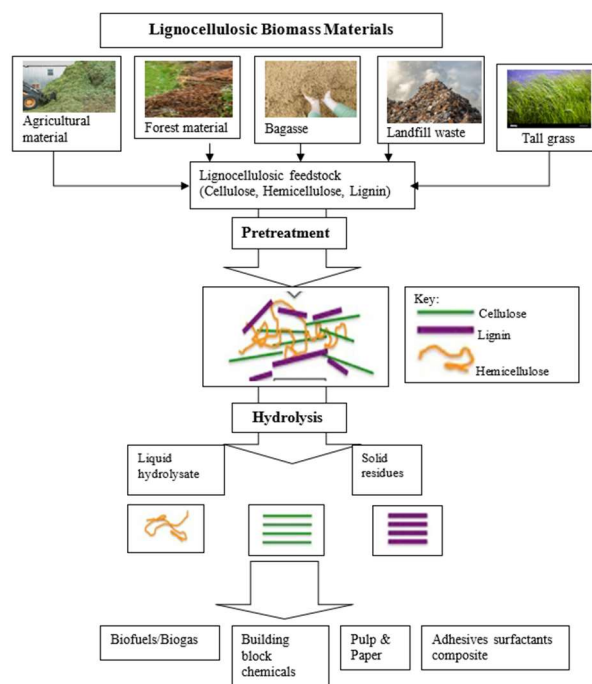 Lignocellulosic Biomass Materials
Agricultural
material
Forest material
Bagasse
Landfill waste
Tall grass
Lignocellulosic feedstock
(Cellulose, Hemicellulose, Lignin)
Pretreatment
Key:
Cellulose
Lignin
Hemicellulose
Hydrolysis
Liquid
hydrolysate
Solid
residues
Biofuels/Biogas
Building
block
chemicals
Pulp &
Paper
Adhesives surfactants
composite